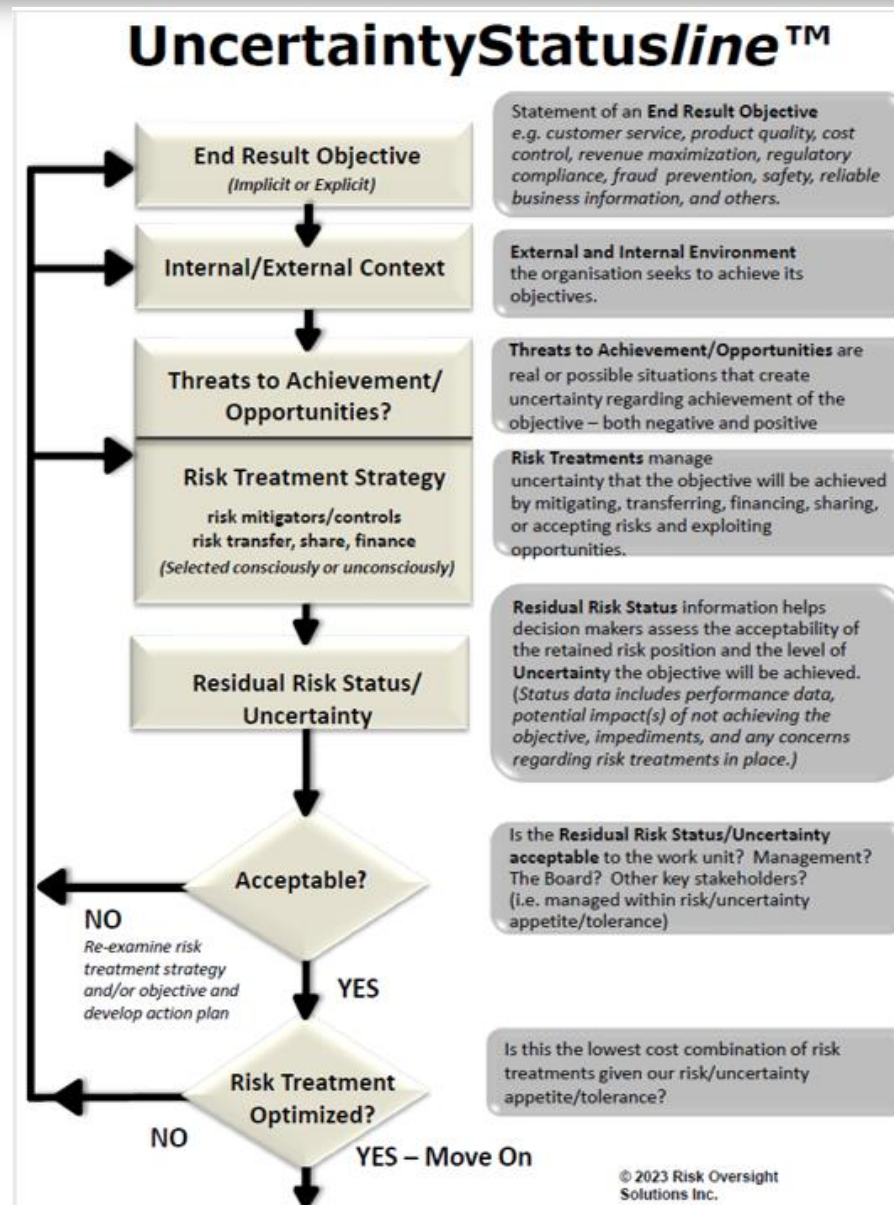 UncertaintyStatusline™
End Result Objective
(Implicit or Explicit)
Statement of an End Result Objective
e.g. customer service, product quality, cost
control, revenue maximization, regulatory
compliance, fraud prevention, safety, reliable
business information, and others.
Internal/External Context
External and Internal Environment
the organisation seeks to achieve its
objectives.
Threats to Achievement/
Opportunities?
Threats to Achievement/Opportunities are
real or possible situations that create
uncertainty regarding achievement of the
objective – both negative and positive
Risk Treatment Strategy
risk mitigators/controls
risk transfer, share, finance
(Selected consciously or unconsciously)
Risk Treatments manage
uncertainty that the objective will be achieved
by mitigating, transferring, financing, sharing,
or accepting risks and exploiting
opportunities.
Residual Risk Status/
Uncertainty
Residual Risk Status information helps
decision makers assess the acceptability of
the retained risk position and the level of
Uncertainty the objective will be achieved.
(Status data includes performance data,
potential impact(s) of not achieving the
objective, impediments, and any concerns
regarding risk treatments in place.)
Acceptable?
Is the Residual Risk Status/Uncertainty
acceptable to the work unit? Management?
The Board? Other key stakeholders?
(i.e. managed within risk/uncertainty
appetite/tolerance)
NO
Re-examine risk
treatment strategy
and/or objective and
develop action plan
YES
Risk Treatment
Optimized?
Is this the lowest cost combination of risk
treatments given our risk/uncertainty
appetite/tolerance?
NO
YES – Move On
© 2023 Risk Oversight
Solutions Inc.